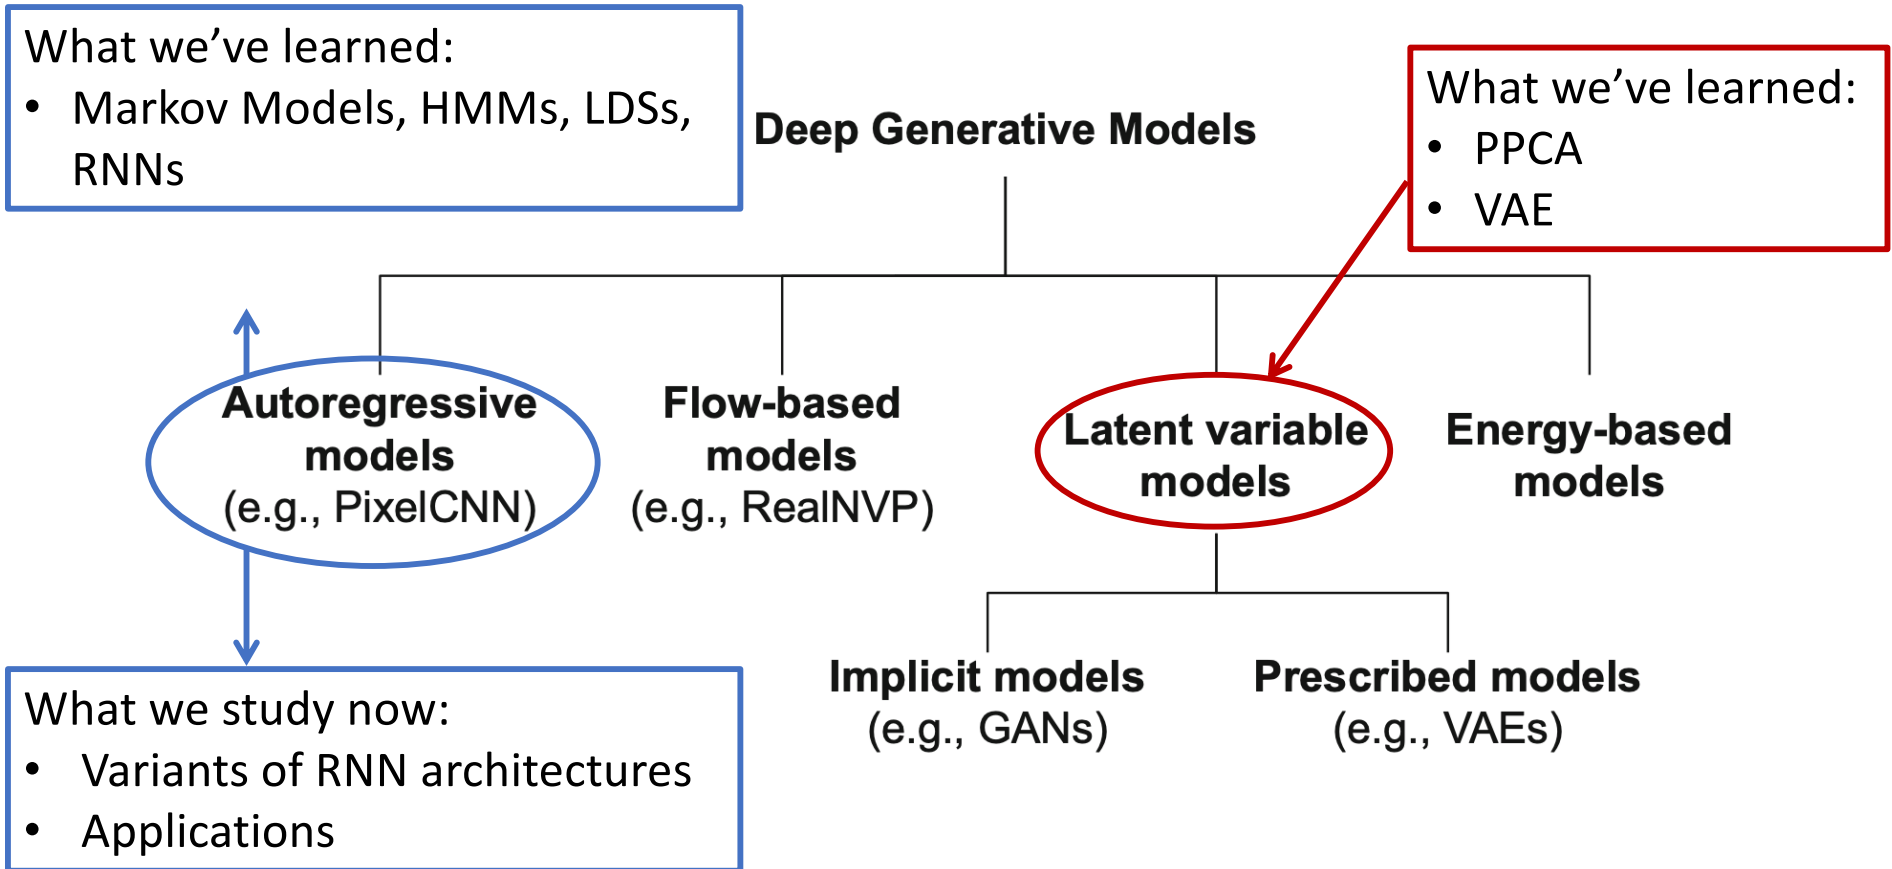 What we've learned:
• Markov Models, HMMs, LDSs,
RNNs
Deep Generative Models
What we've learned:
• PPCA
• VAE
Autoregressive
models
(e.g., PixelCNN)
Flow-based
models
(e.g., RealNVP)
Latent variable
models
Energy-based
models
Implicit models
(e.g., GANs)
Prescribed models
(e.g., VAEs)
What we study now:
• Variants of RNN architectures
• Applications